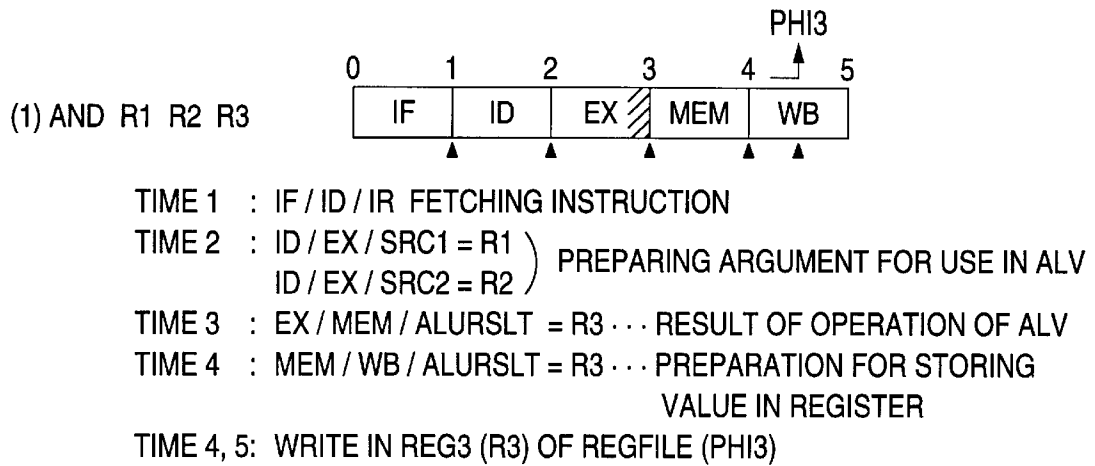 PHI3
0 1 2 3 4 5
(1) AND R1 R2 R3 IF ID EX MEM WB
TIME 1 : IF / ID / IR FETCHING INSTRUCTION
TIME 2 : ID / EX / SRC1 = R1
ID / EX / SRC2 = R2
PREPARING ARGUMENT FOR USE IN ALV
TIME 3 : EX / MEM / ALURSLT = R3 ··· RESULT OF OPERATION OF ALV
TIME 4 : MEM / WB / ALURSLT = R3 ··· PREPARATION FOR STORING
VALUE IN REGISTER
TIME 4, 5: WRITE IN REG3 (R3) OF REGFILE (PHI3)